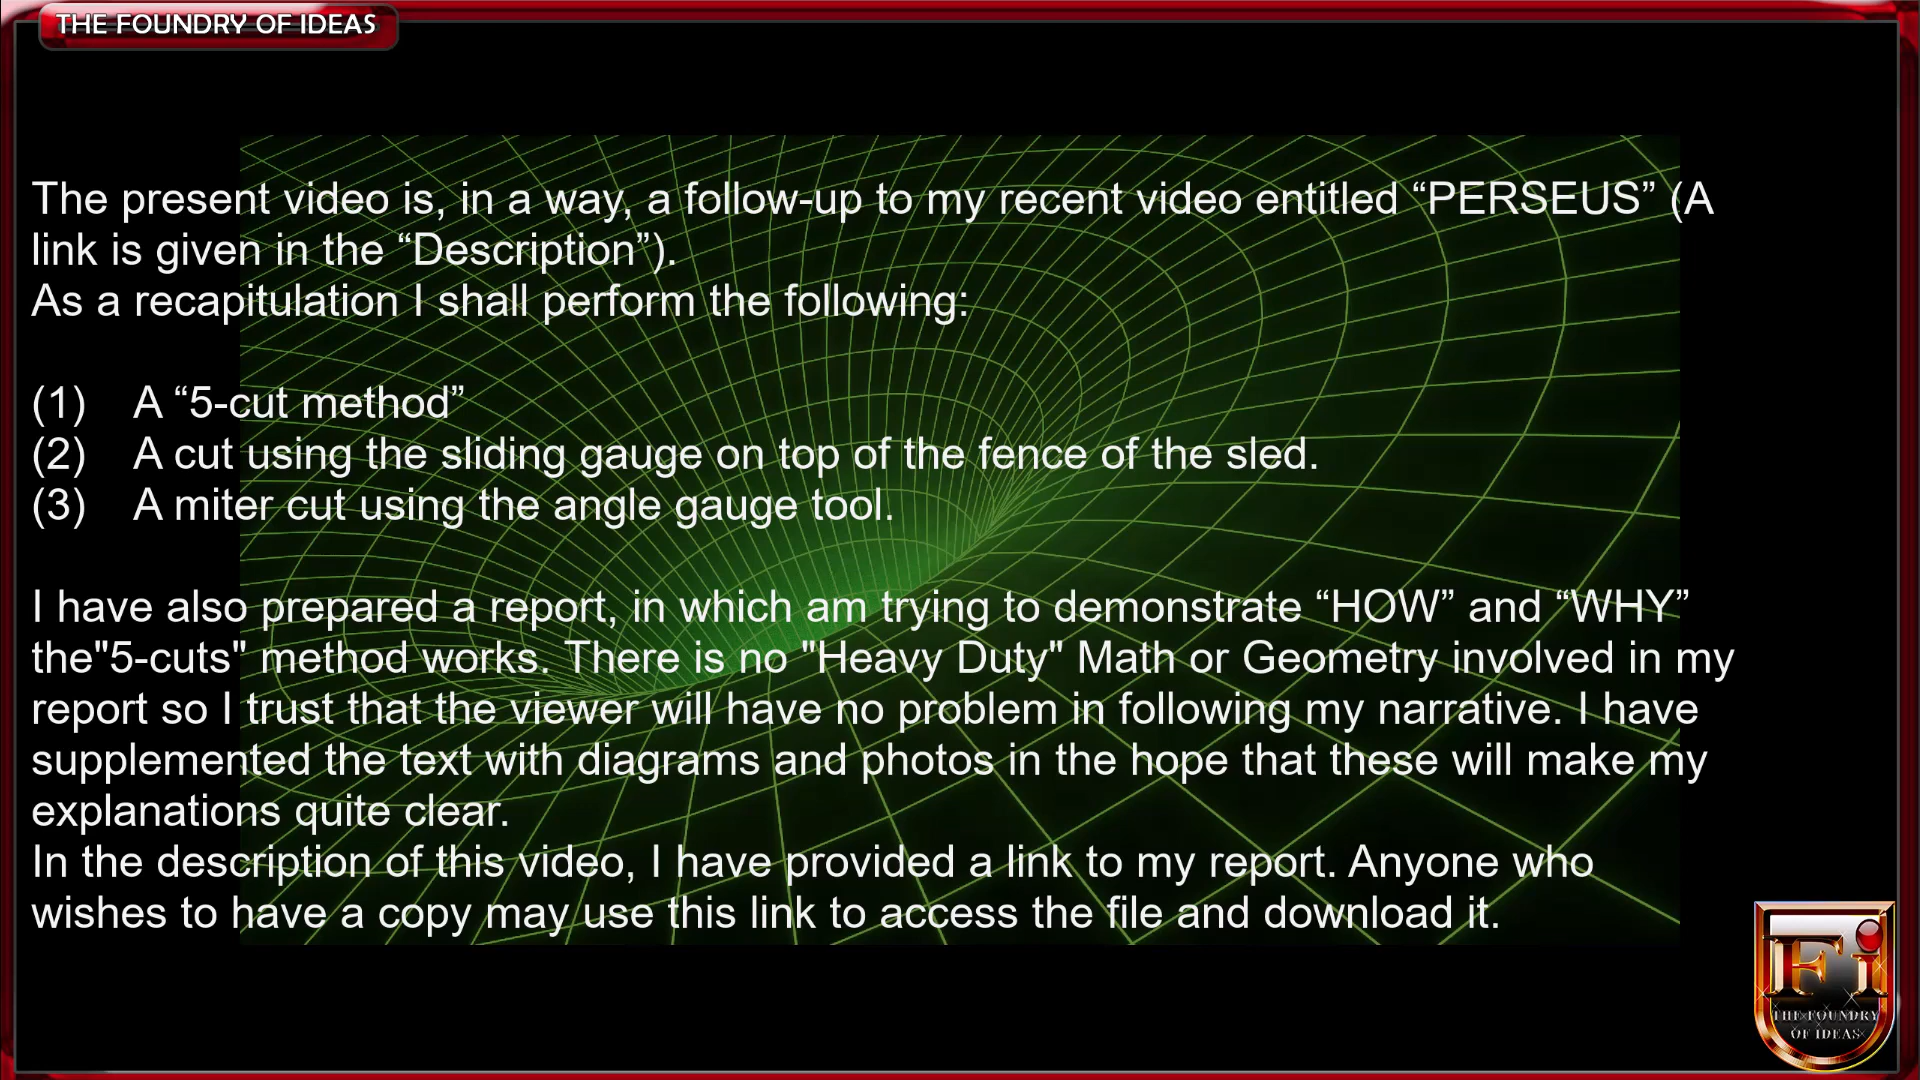 THE FOUNDRY OF IDEAS
The present video is, in a way, a follow-up to my recent video entitled “PERSEUS” (A
link is given in the “Description”).
As a recapitulation I shall perform the following:
(1) A “5-cut method”
(2) A cut using the sliding gauge on top of the fence of the sled.
(3) A miter cut using the angle gauge tool.
I have also prepared a report, in which am trying to demonstrate “HOW” and “WHY”
the"5-cuts" method works. There is no "Heavy Duty" Math or Geometry involved in my
report so I trust that the viewer will have no problem in following my narrative. I have
supplemented the text with diagrams and photos in the hope that these will make my
explanations quite clear.
In the description of this video, I have provided a link to my report. Anyone who
wishes to have a copy may use this link to access the file and download it.
Fi
THE FOUNDRY
OF IDEAS